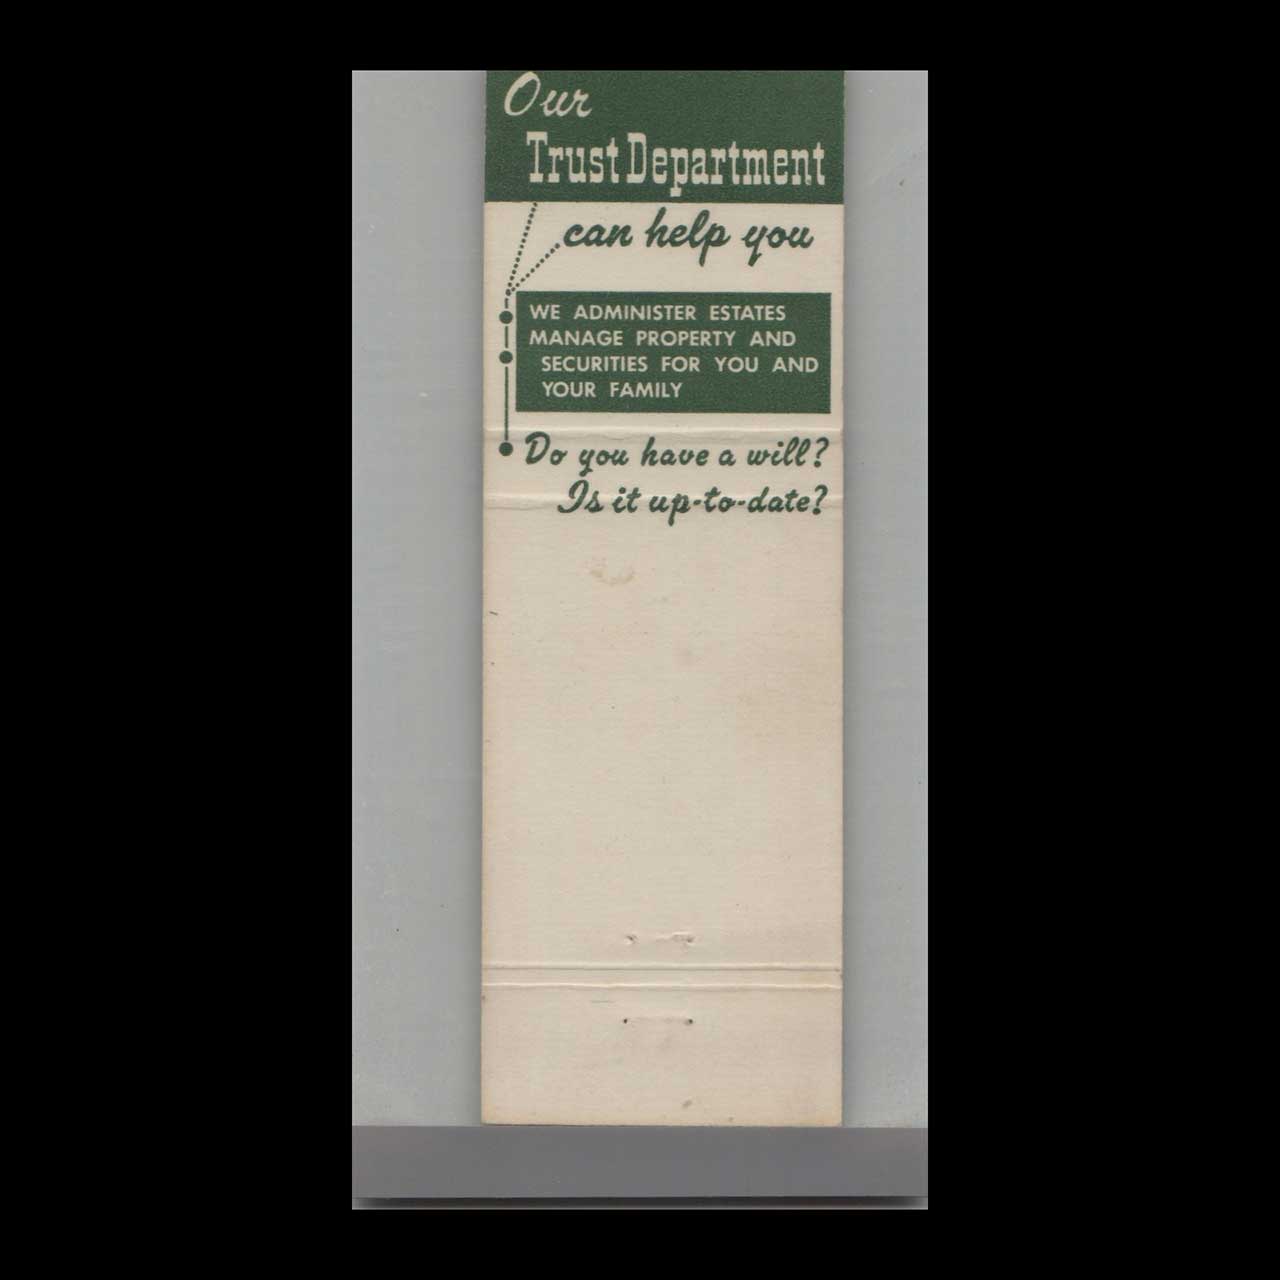 Our
Trust Department
can help you
WE ADMINISTER ESTATES
MANAGE PROPERTY AND
SECURITIES FOR YOU AND
YOUR FAMILY
Do you have a will?
Is it up-to-date?